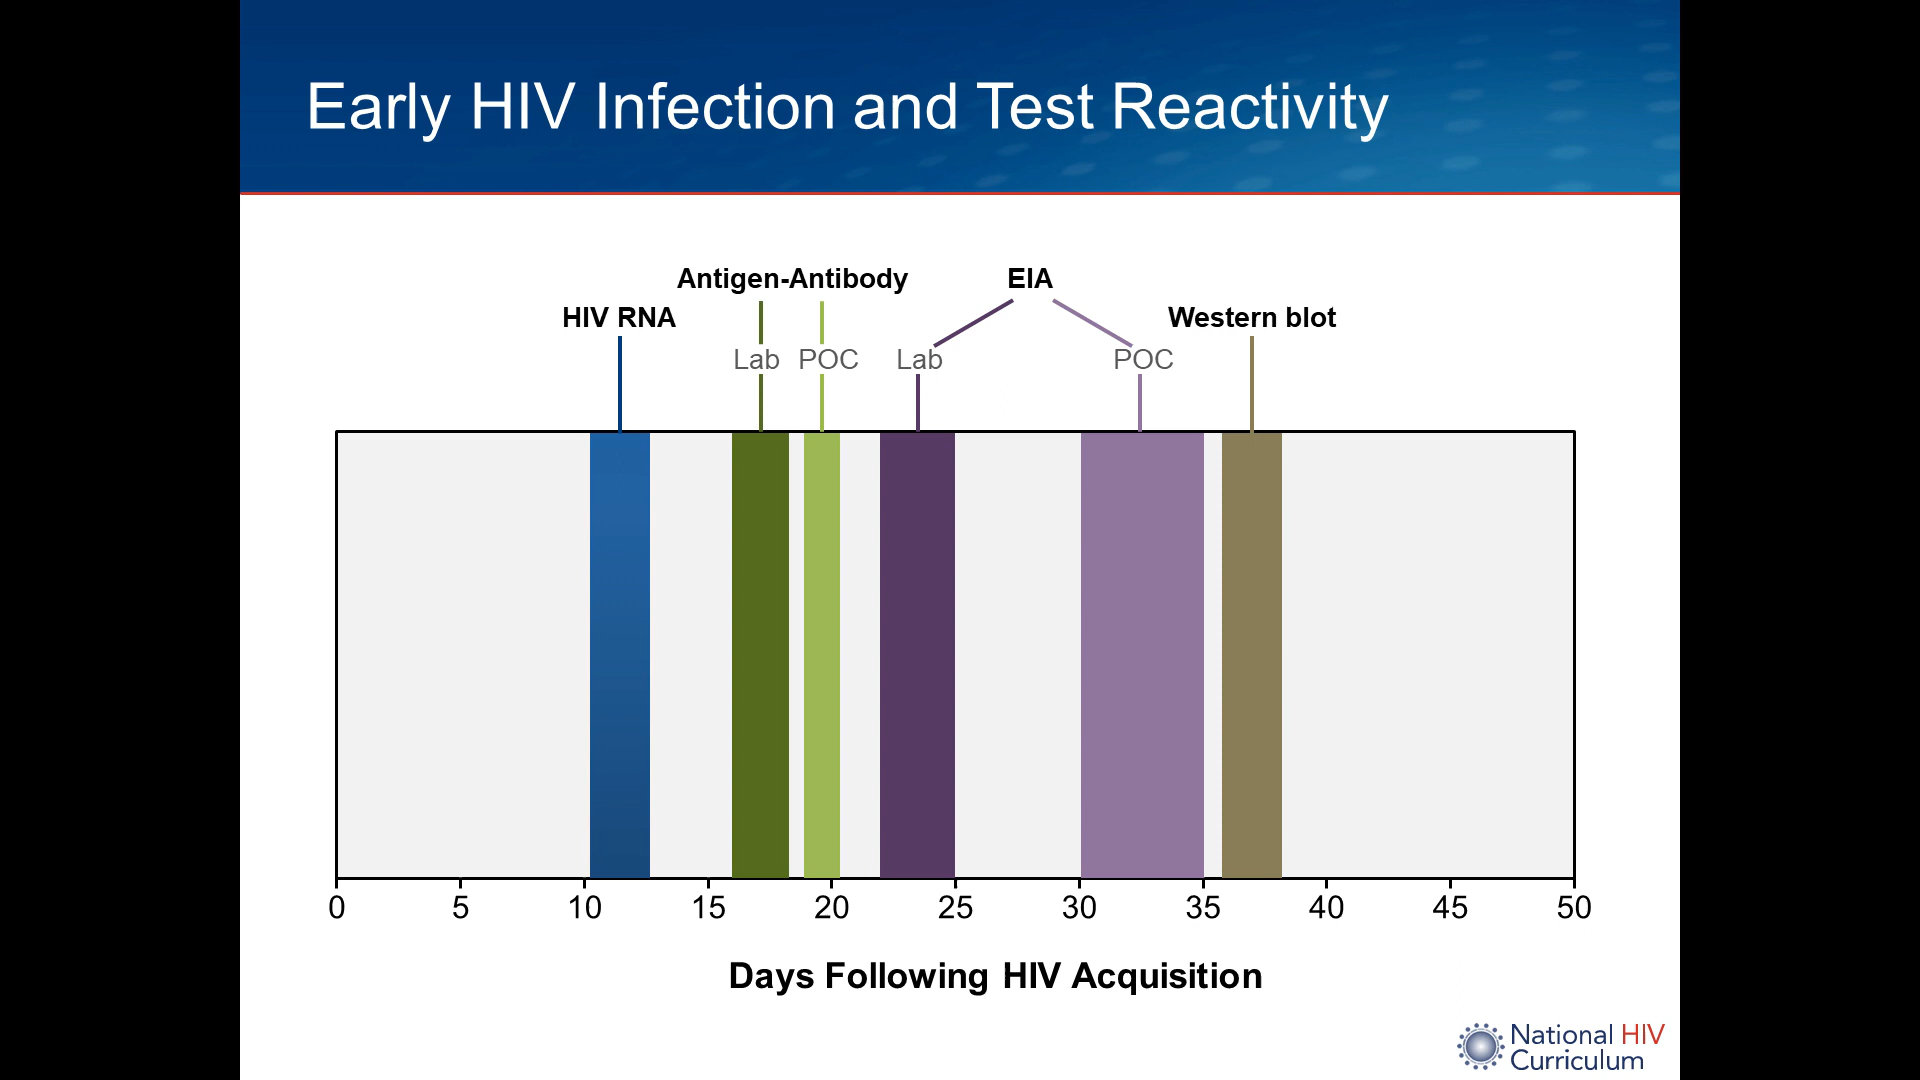 Early HIV Infection and Test Reactivity
Antigen-Antibody
EIA
HIV RNA
Western blot
Lab POC Lab POC
0 5 10 15 20 25 30 35 40 45 50
Days Following HIV Acquisition
National HIV
Curriculum